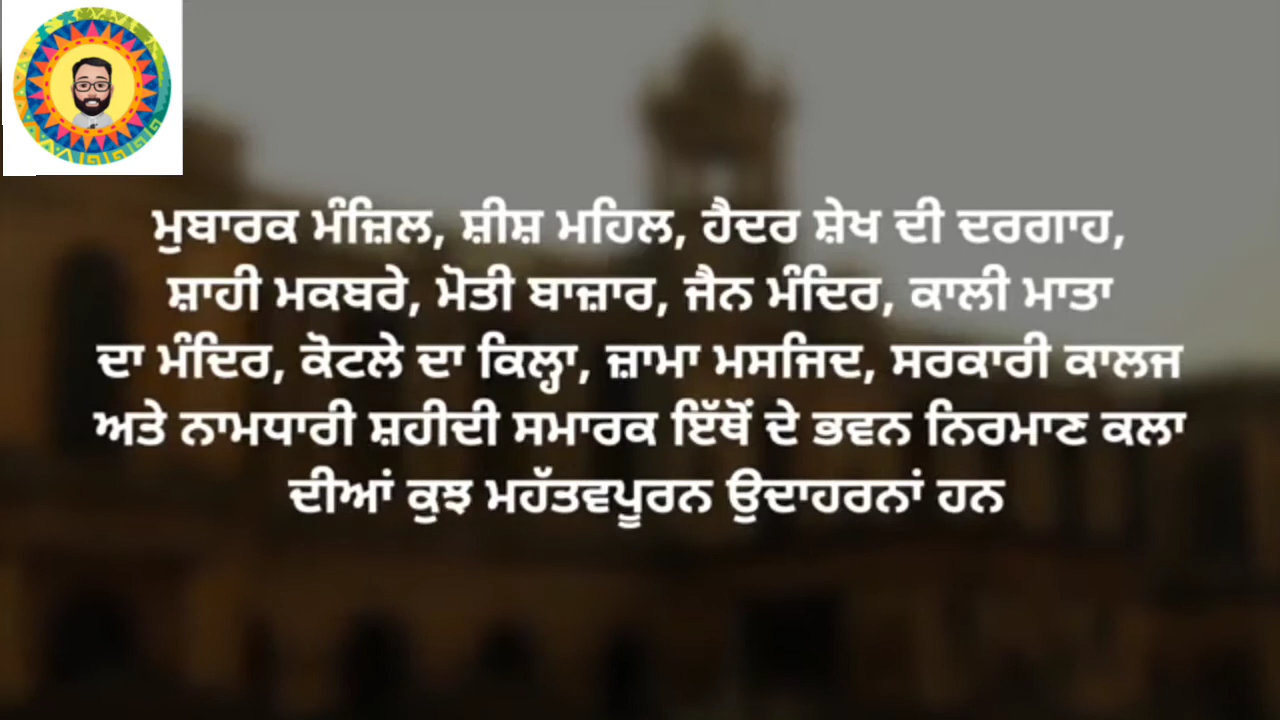 ਮੁਬਾਰਕ ਮੰਜ਼ਿਲ, ਸ਼ੀਸ਼ ਮਹਿਲ, ਹੈਦਰ ਸ਼ੇਖ ਦੀ ਦਰਗਾਹ,
ਸ਼ਾਹੀ ਮਕਬਰੇ, ਮੋਤੀ ਬਾਜ਼ਾਰ, ਜੈਨ ਮੰਦਿਰ, ਕਾਲੀ ਮਾਤਾ
ਦਾ ਮੰਦਿਰ, ਕੋਟਲੇ ਦਾ ਕਿਲ੍ਹਾ, ਜ਼ਾਮਾ ਮਸਜਿਦ, ਸਰਕਾਰੀ ਕਾਲਜ
ਅਤੇ ਨਾਮਧਾਰੀ ਸ਼ਹੀਦੀ ਸਮਾਰਕ ਇੱਥੋਂ ਦੇ ਭਵਨ ਨਿਰਮਾਣ ਕਲਾ
ਦੀਆਂ ਕੁਝ ਮਹੱਤਵਪੂਰਨ ਉਦਾਹਰਨਾਂ ਹਨ